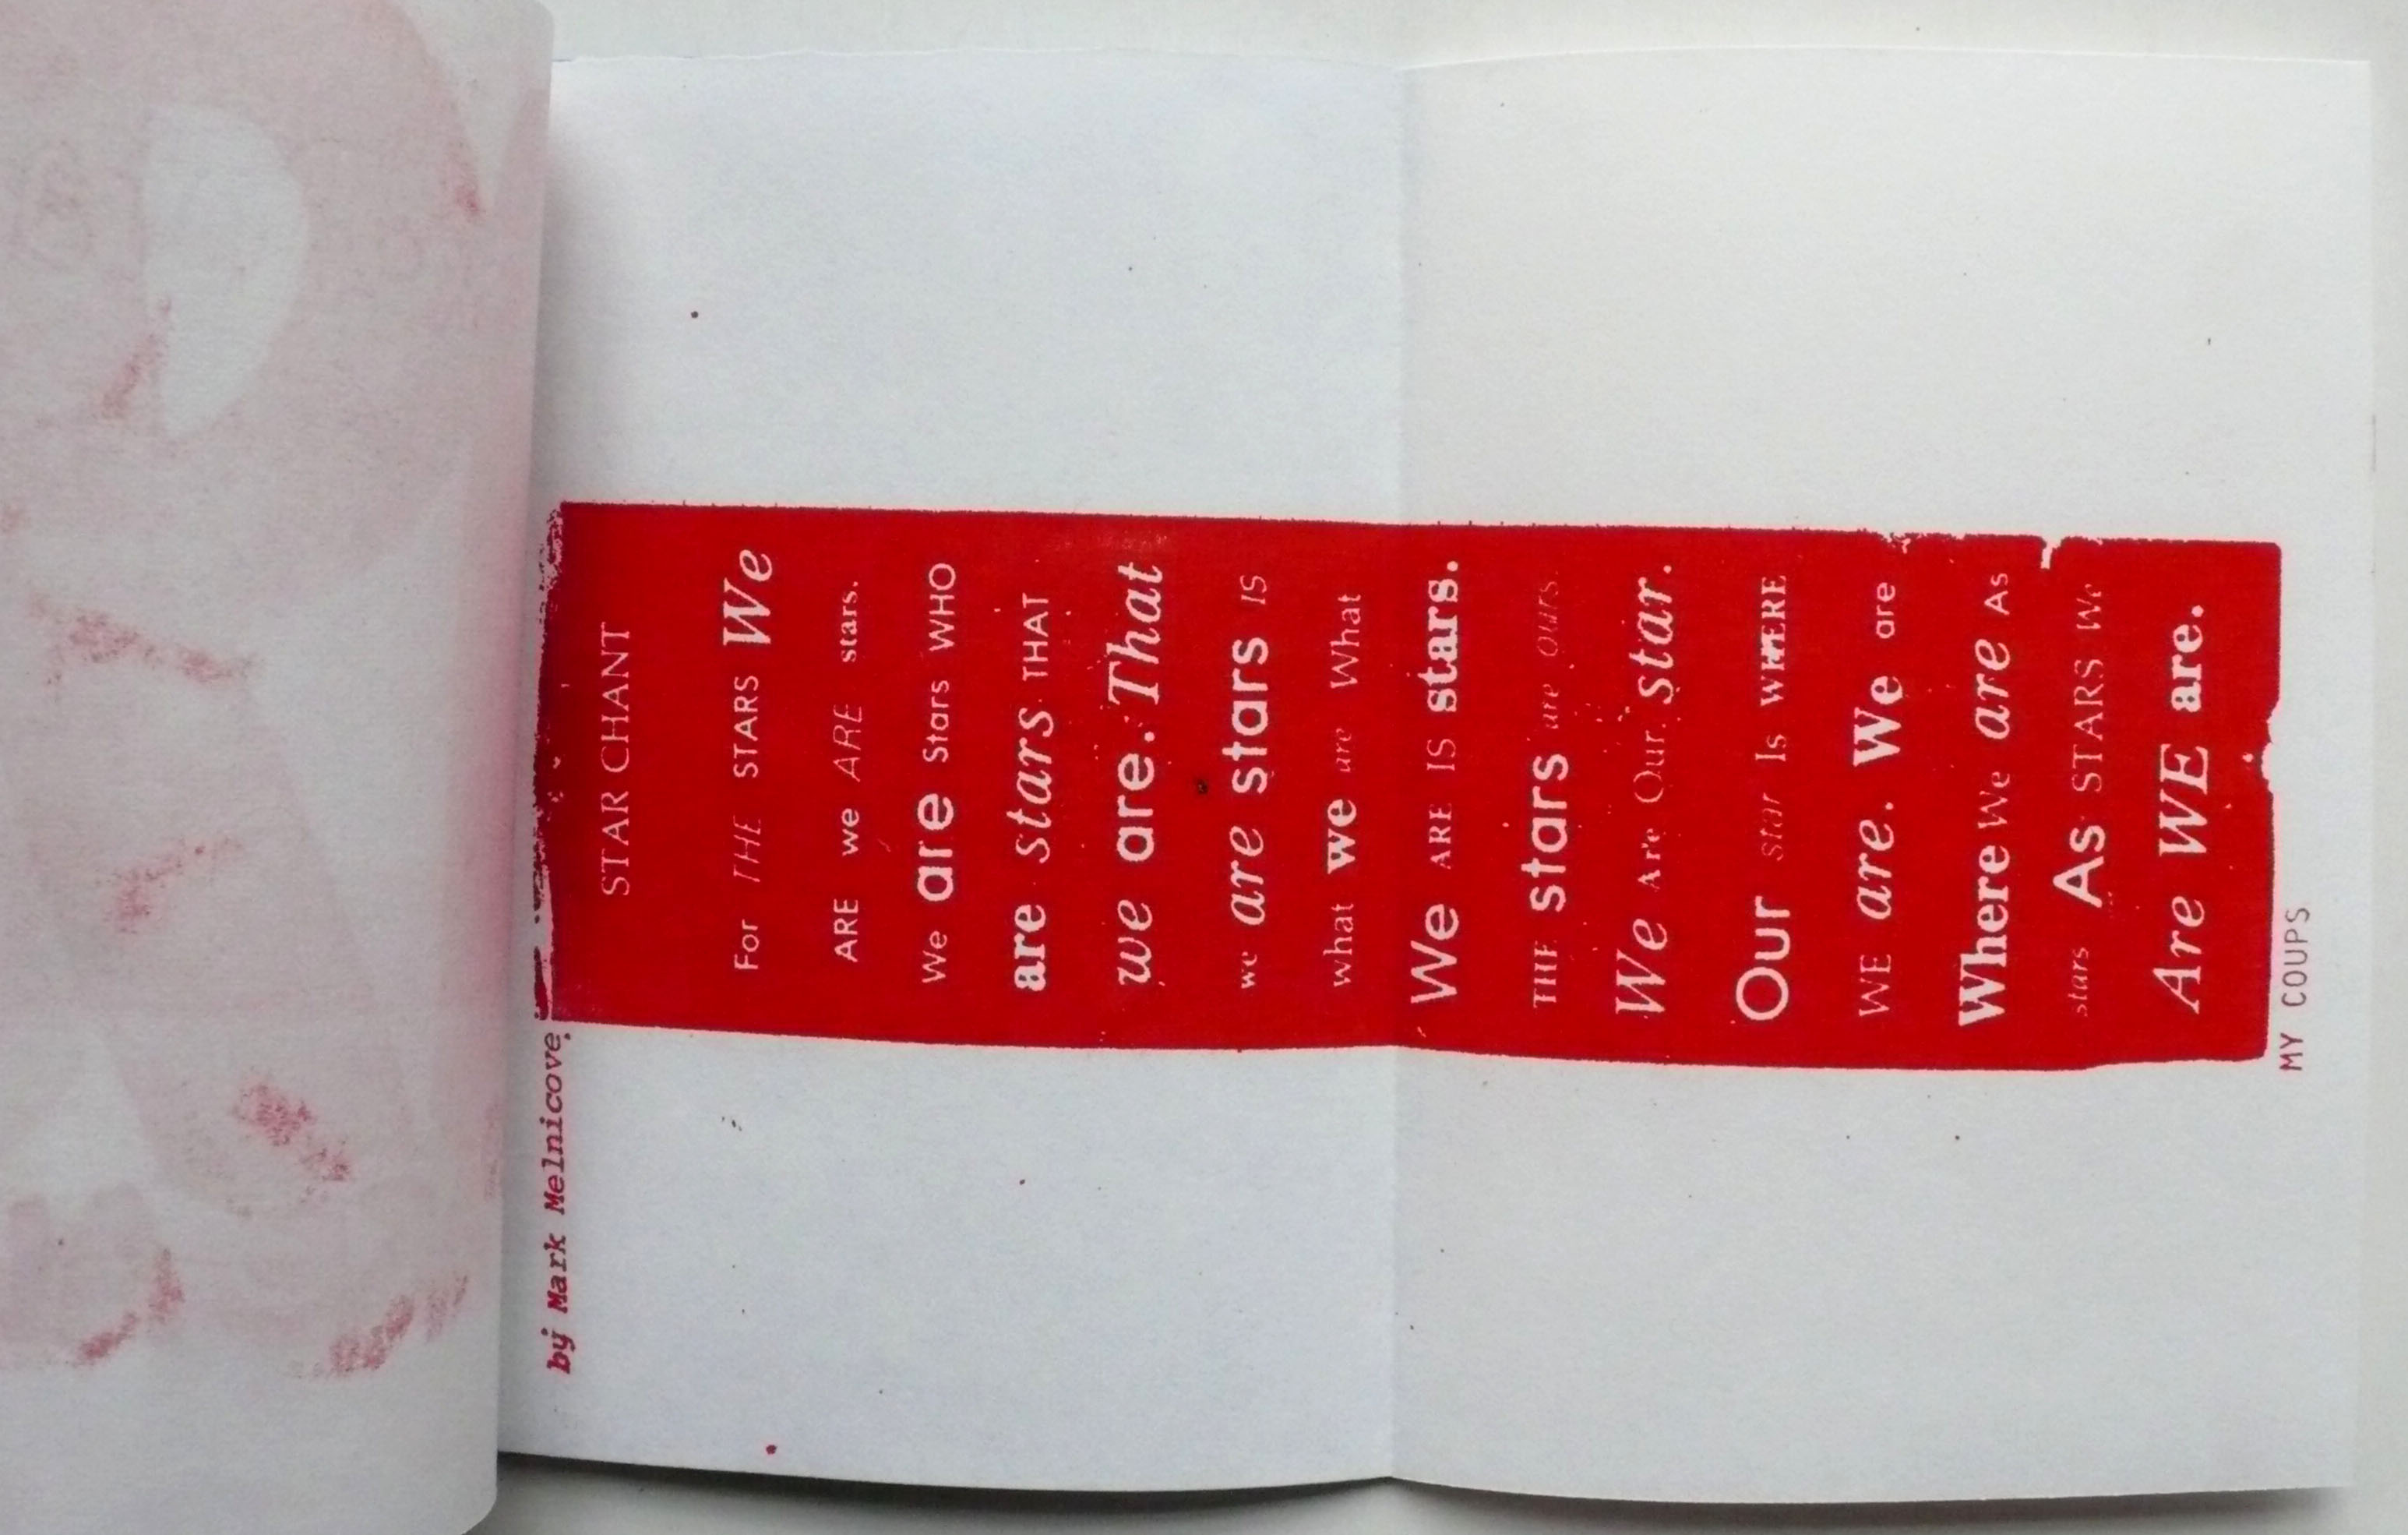 by Mark Melnicove
STAR CHANT
For THE STARS We
ARE we ARE stars.
We are Stars WHO
are stars THAT
we are. That
we are stars IS
what we are What
We ARE IS stars.
THE stars are ours.
We Are Our star.
Our star Is WHERE
WE are. We are
Where We are As
stars As STARS We
Are WE are.
MY COUPS